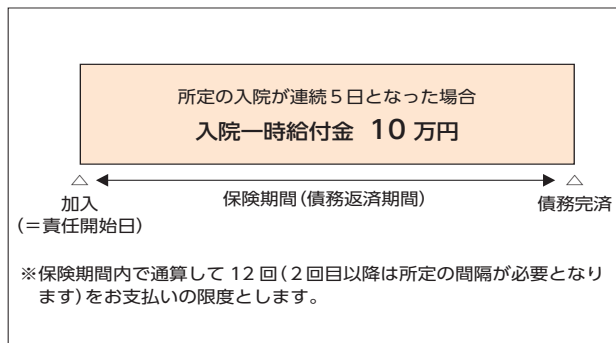 所定の入院が連続5日となった場合
入院一時給付金 10 万円
△ 保険期間(債務返済期間) △
加入 債務完済
(=責任開始日)
※保険期間内で通算して 12 回(2回目以降は所定の間隔が必要となり
ます)をお支払いの限度とします。